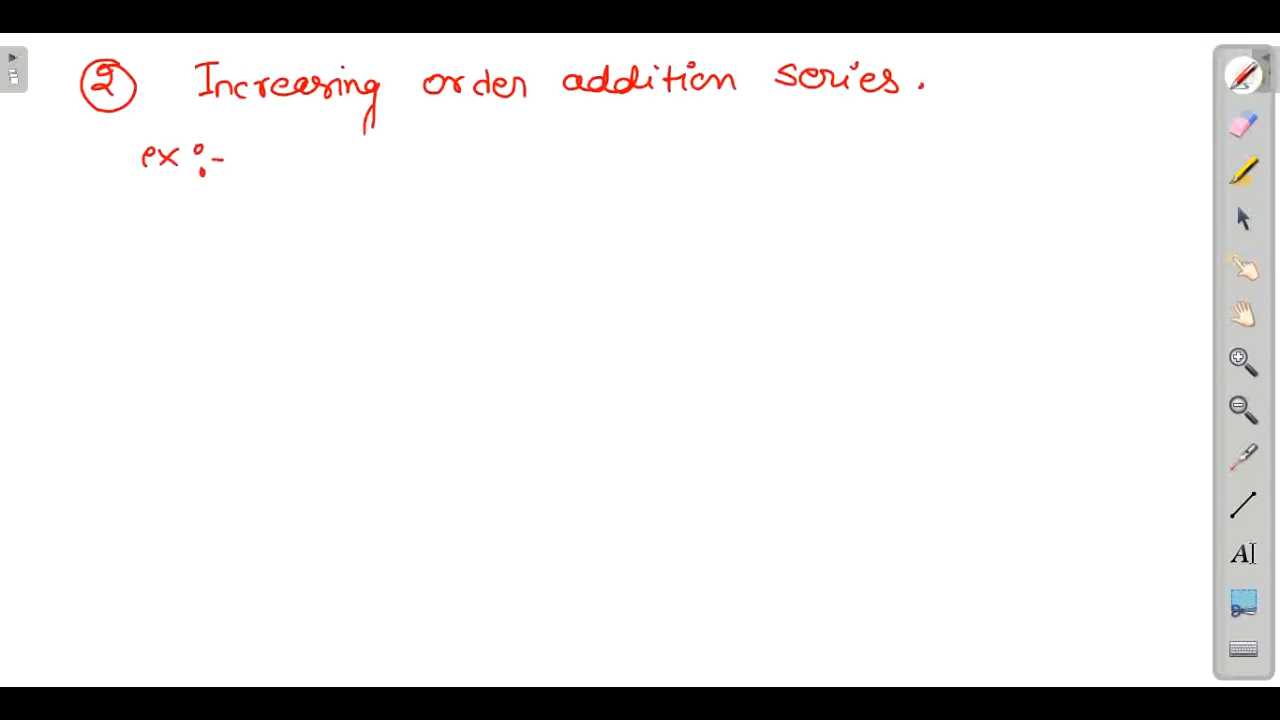 2 Increasing order addition series.
ex :-